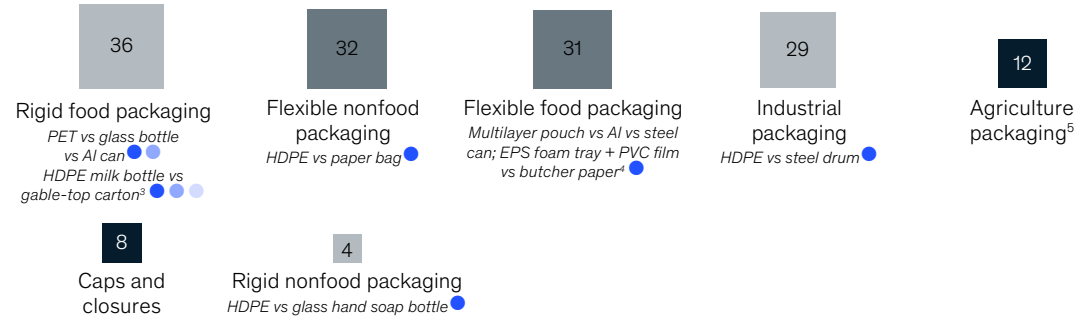 36
Rigid food packaging
PET vs glass bottle
vs Al can
HDPE milk bottle vs
gable-top carton3
32
Flexible nonfood
packaging
HDPE vs paper bag
31
Flexible food packaging
Multilayer pouch vs Al vs steel
can; EPS foam tray + PVC film
vs butcher paper4
29
Industrial
packaging
HDPE vs steel drum
12
Agriculture
packaging5
8
Caps and
closures
4
Rigid nonfood packaging
HDPE vs glass hand soap bottle